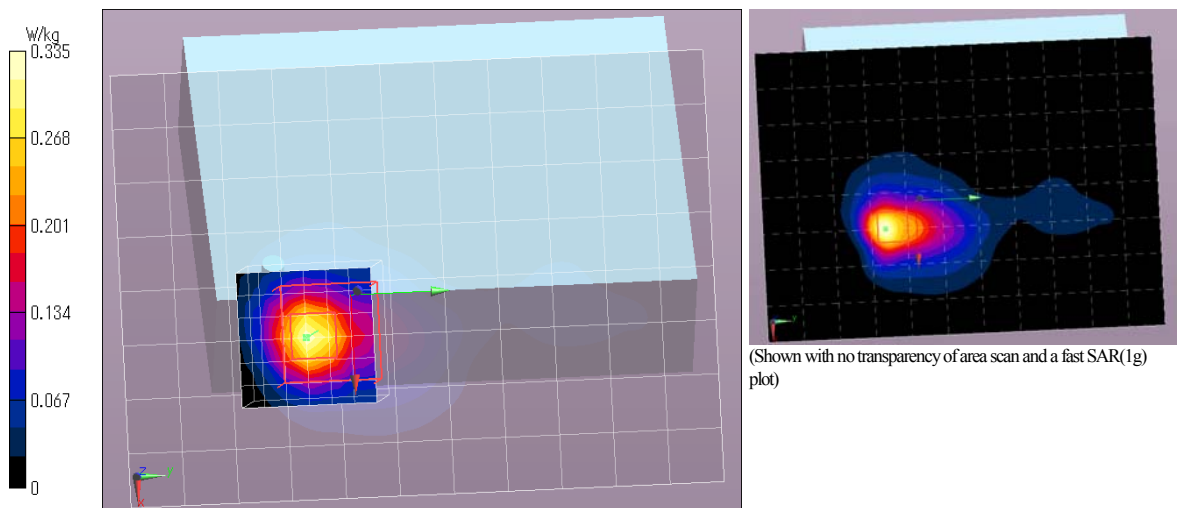 W/kg
0.335
0.268
0.201
0.134
0.067
0
z
y
x
y
(Shown with no transparency of area scan and a fast SAR(1g)
plot)